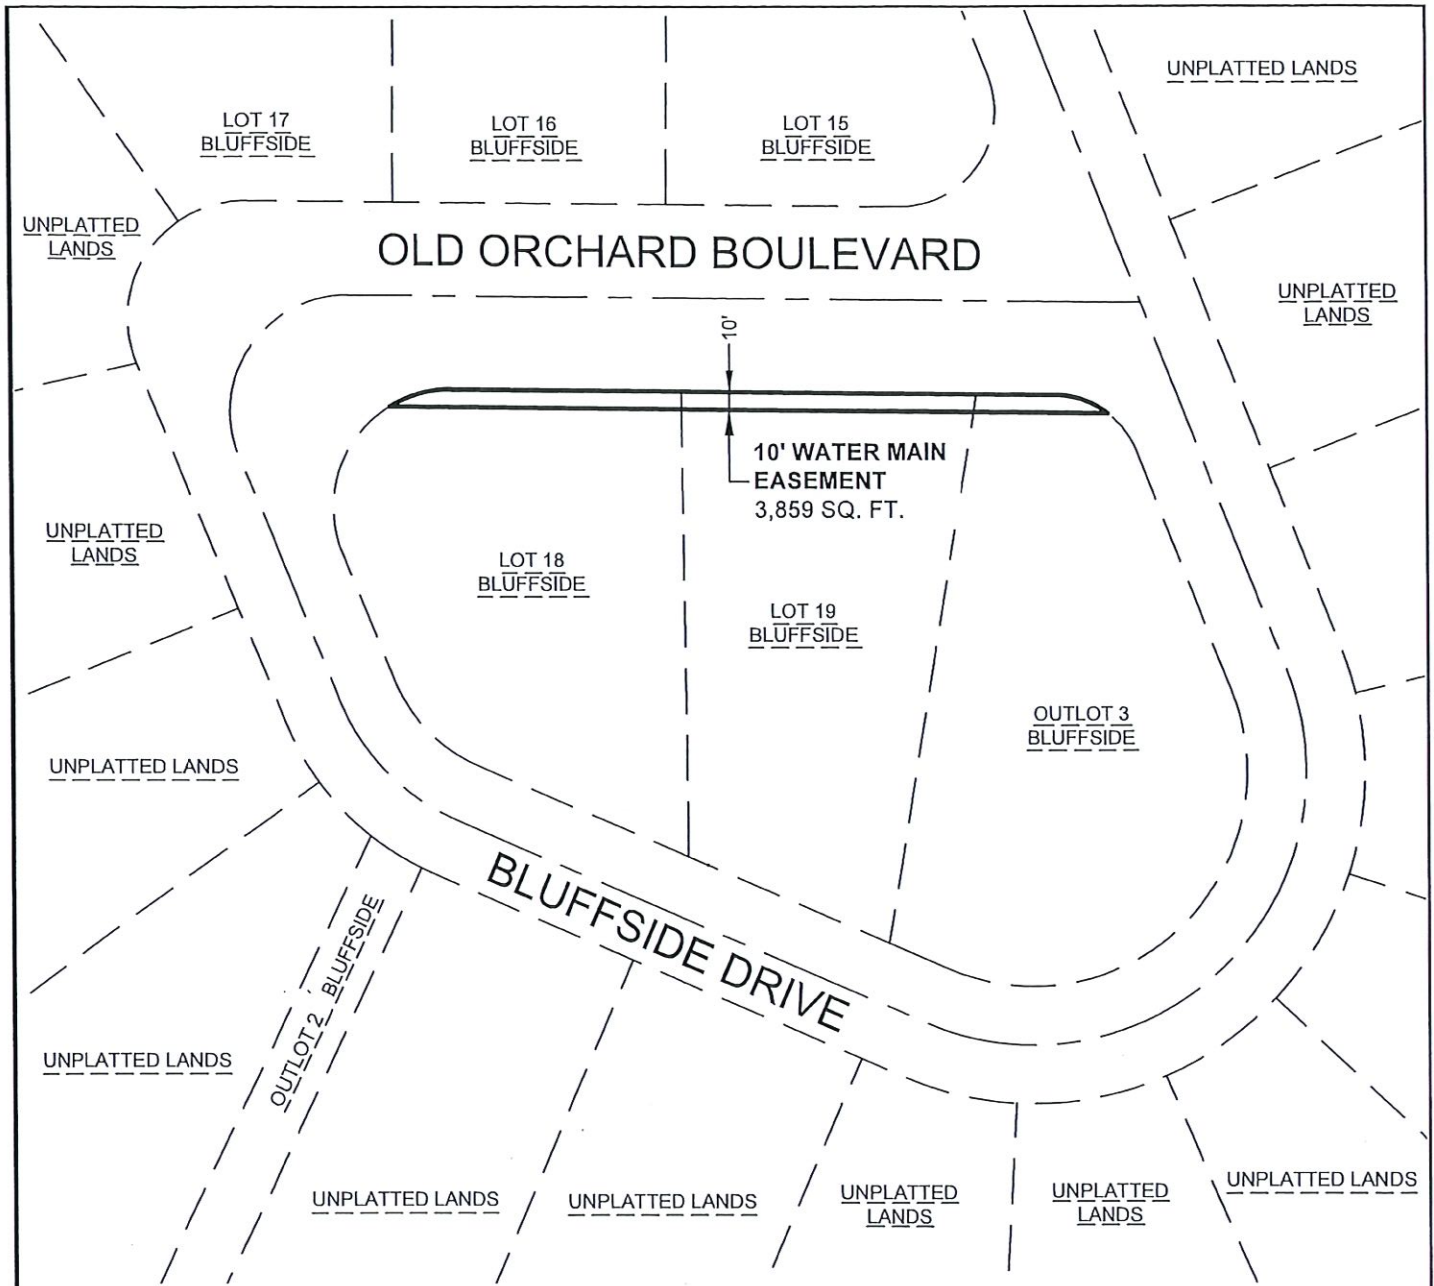 UNPLATTED LANDS
LOT 17
BLUFFSIDE
LOT 16
BLUFFSIDE
LOT 15
BLUFFSIDE
UNPLATTED
LANDS
OLD ORCHARD BOULEVARD
UNPLATTED
LANDS
10'
10' WATER MAIN
EASEMENT
3,859 SQ. FT.
UNPLATTED
LANDS
LOT 18
BLUFFSIDE
LOT 19
BLUFFSIDE
OUTLOT 3
BLUFFSIDE
UNPLATTED LANDS
BLUFFSIDE DRIVE
OUTLOT 2 BLUFFSIDE
UNPLATTED LANDS
UNPLATTED LANDS
UNPLATTED LANDS
UNPLATTED
LANDS
UNPLATTED
LANDS
UNPLATTED LANDS